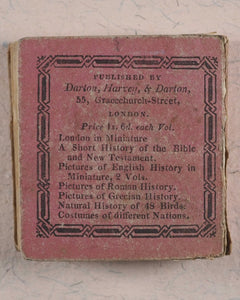 PUBLISHED BY
Darton, Harvey, & Darton,
55, Gracechurch-Street,
LONDON.
Price 1s. 6d. each Vol.
London in Miniature
A Short History of the Bible
and New Testament.
Pictures of English History in
Miniature, 2 Vols.
Pictures of Roman History.
Pictures of Grecian History.
Natural History of 48 Birds.
Costumes of different Nations.